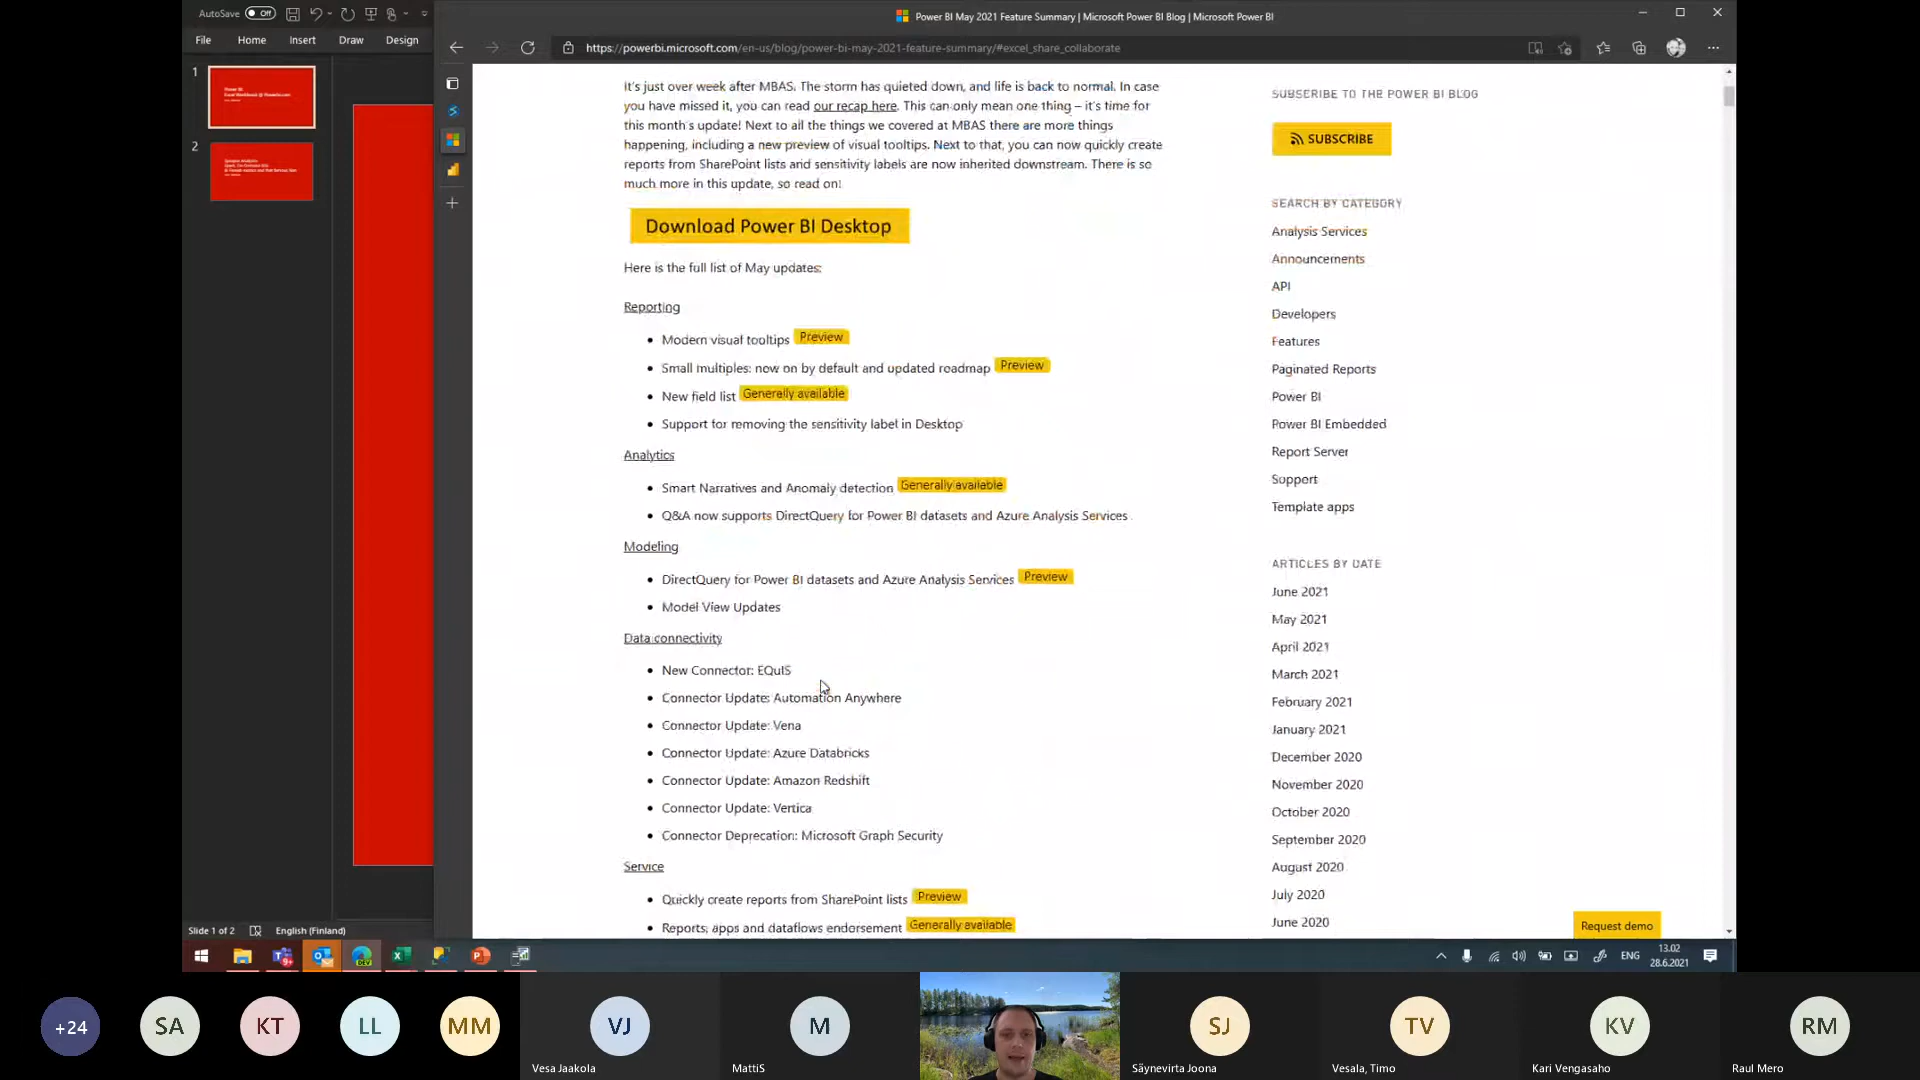 AutoSave Off
File Home Insert Draw Design
1
2
Slide 1 of 2 English (Finland)
Power BI May 2021 Feature Summary | Microsoft Power BI Blog | Microsoft Power BI
https://powerbi.microsoft.com/en-us/blog/power-bi-may-2021-feature-summary/#excel_share_collaborate
It's just over week after MBAS. The storm has quieted down, and life is back to normal. In case
you have missed it, you can read our recap here. This can only mean one thing – it's time for
this month's update! Next to all the things we covered at MBAS there are more things
happening, including a new preview of visual tooltips. Next to that, you can now quickly create
reports from SharePoint lists and sensitivity labels are now inherited downstream. There is so
much more in this update, so read on!
Download Power BI Desktop
Here is the full list of May updates:
Reporting
• Modern visual tooltips Preview
• Small multiples: now on by default and updated roadmap Preview
• New field list Generally available
• Support for removing the sensitivity label in Desktop
Analytics
• Smart Narratives and Anomaly detection Generally available
• Q&A now supports DirectQuery for Power BI datasets and Azure Analysis Services
Modeling
• DirectQuery for Power BI datasets and Azure Analysis Services Preview
• Model View Updates
Data connectivity
• New Connector: EQuIS
• Connector Update: Automation Anywhere
• Connector Update: Vena
• Connector Update: Azure Databricks
• Connector Update: Amazon Redshift
• Connector Update: Vertica
• Connector Deprecation: Microsoft Graph Security
Service
• Quickly create reports from SharePoint lists Preview
• Reports, apps and dataflows endorsement Generally available
SUBSCRIBE TO THE POWER BI BLOG
SUBSCRIBE
SEARCH BY CATEGORY
Analysis Services
Announcements
API
Developers
Features
Paginated Reports
Power BI
Power BI Embedded
Report Server
Support
Template apps
ARTICLES BY DATE
June 2021
May 2021
April 2021
March 2021
February 2021
January 2021
December 2020
November 2020
October 2020
September 2020
August 2020
July 2020
June 2020
Request demo
ENG
13.02
28.6.2021
+24 SA KT LL MM VJ M SJ TV KV RM
Vesa Jaakola MattiS Säynevirta Joona Vesala, Timo Kari Vengasaho Raul Mero